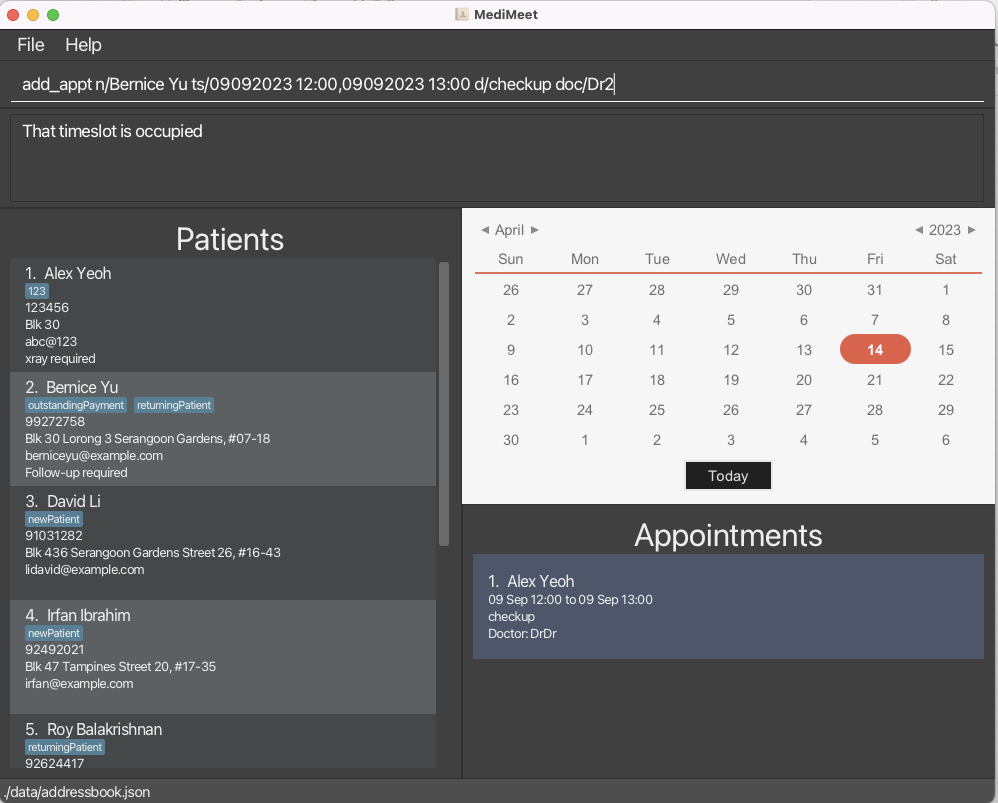 MediMeet
File Help
add_appt n/Bernice Yu ts/09092023 12:00,09092023 13:00 d/checkup doc/Dr2
That timeslot is occupied
Patients
1. Alex Yeoh
123
123456
Blk 30
abc@123
xray required
2. Bernice Yu
outstandingPayment returningPatient
99272758
Blk 30 Lorong 3 Serangoon Gardens, #07-18
berniceyu@example.com
Follow-up required
3. David Li
newPatient
91031282
Blk 436 Serangoon Gardens Street 26, #16-43
lidavid@example.com
4. Irfan Ibrahim
newPatient
92492021
Blk 47 Tampines Street 20, #17-35
irfan@example.com
5. Roy Balakrishnan
returningPatient
92624417
◀ April ▶ ◀ 2023 ▶
Sun Mon Tue Wed Thu Fri Sat
26 27 28 29 30 31 1
2 3 4 5 6 7 8
9 10 11 12 13 14 15
16 17 18 19 20 21 22
23 24 25 26 27 28 29
30 1 2 3 4 5 6
Today
Appointments
1. Alex Yeoh
09 Sep 12:00 to 09 Sep 13:00
checkup
Doctor: DrDr
./data/addressbook.json